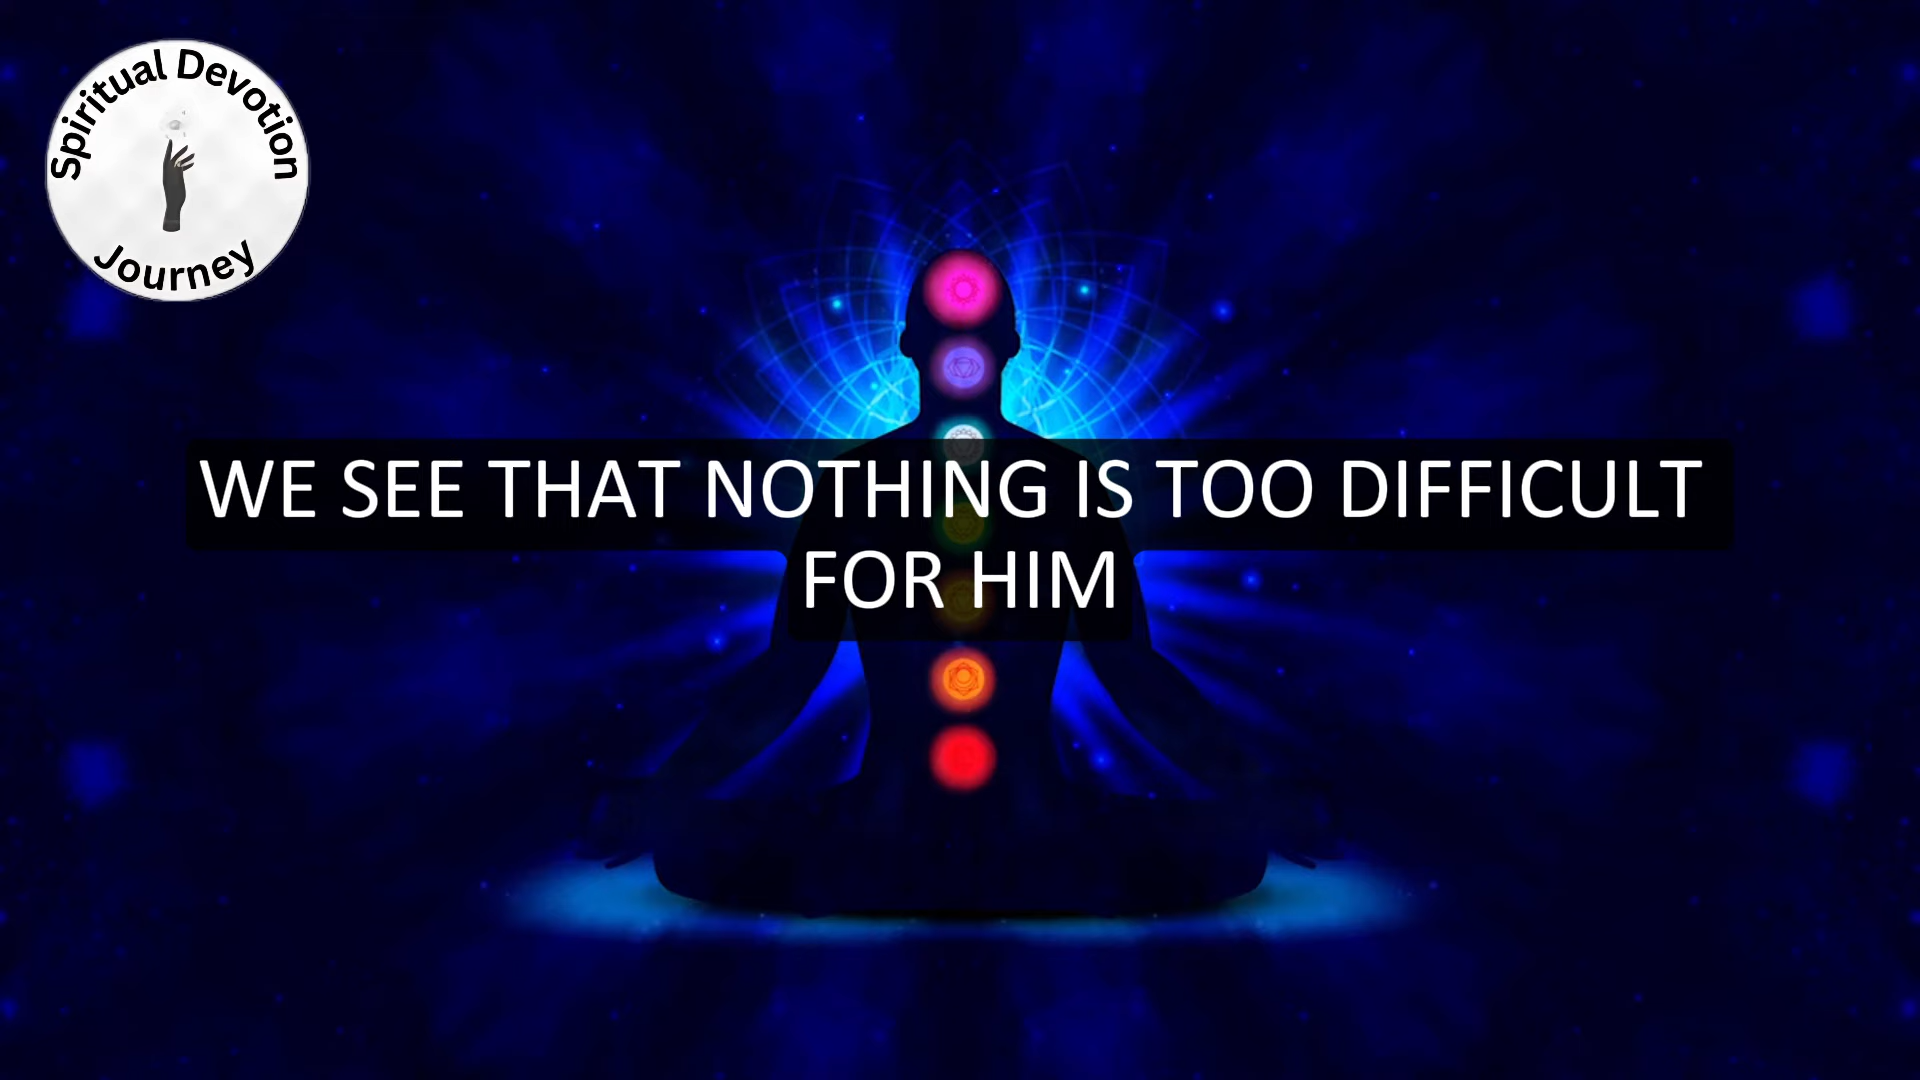 Spiritual Devotion
Journey
WE SEE THAT NOTHING IS TOO DIFFICULT
FOR HIM